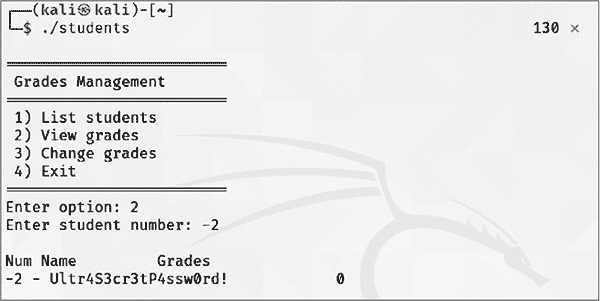 (kali㉿kali)-[~]
$ ./students 130 ×
Grades Management
1) List students
2) View grades
3) Change grades
4) Exit
Enter option: 2
Enter student number: -2
Num Name Grades
-2 - Ultr4S3cr3tP4ssw0rd! 0